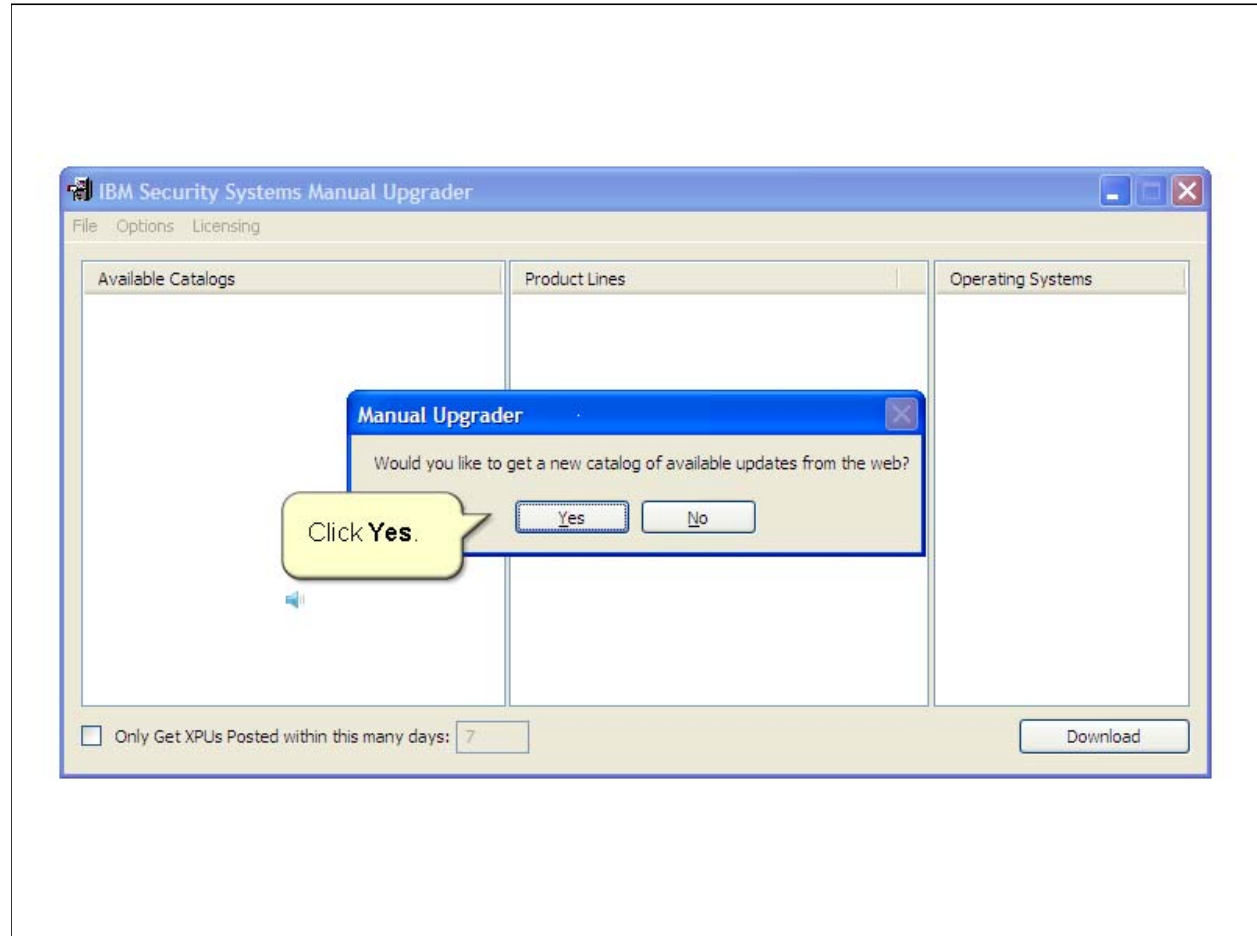 IBM Security Systems Manual Upgrader
File Options Licensing
Available Catalogs
Product Lines
Operating Systems
Manual Upgrader
Would you like to get a new catalog of available updates from the web?
Yes
No
Click Yes.
Only Get XPUs Posted within this many days: 7
Download